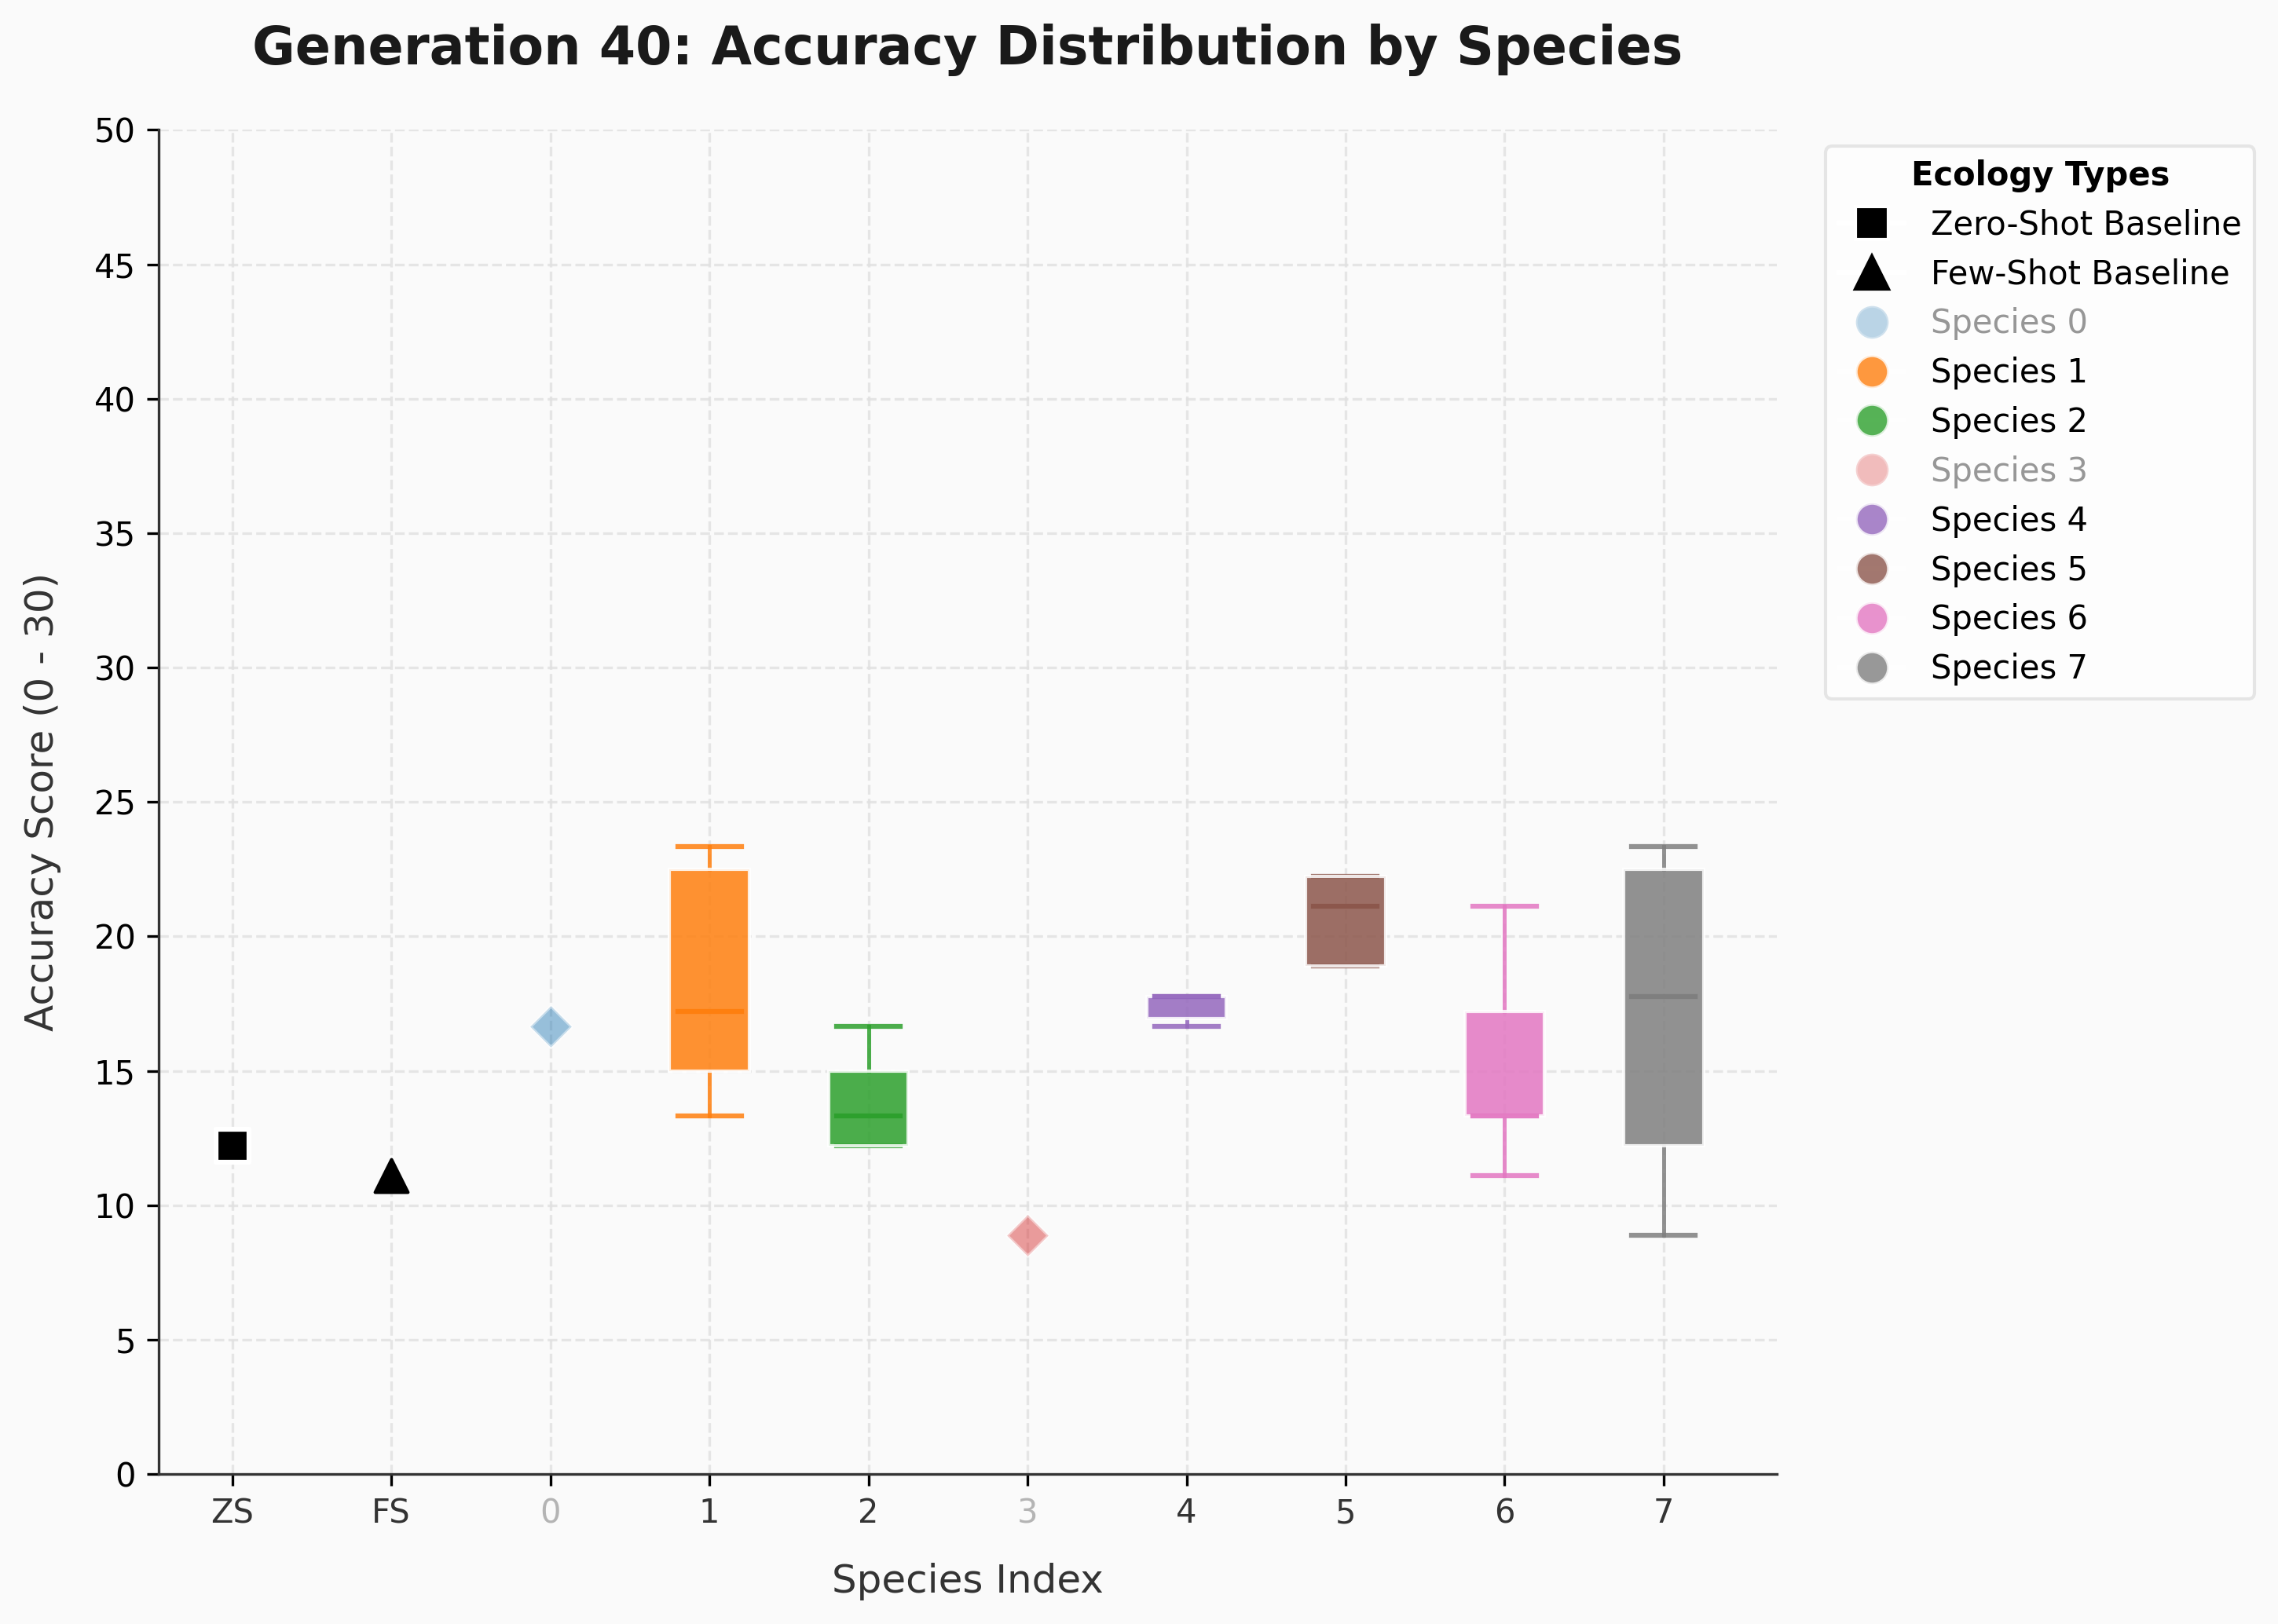 Generation 40: Accuracy Distribution by Species
50
45
40
35
30
25
20
15
10
5
0
Accuracy Score (0 - 30)
ZS FS 0 1 2 3 4 5 6 7
Species Index
Ecology Types
Zero-Shot Baseline
Few-Shot Baseline
Species 0
Species 1
Species 2
Species 3
Species 4
Species 5
Species 6
Species 7